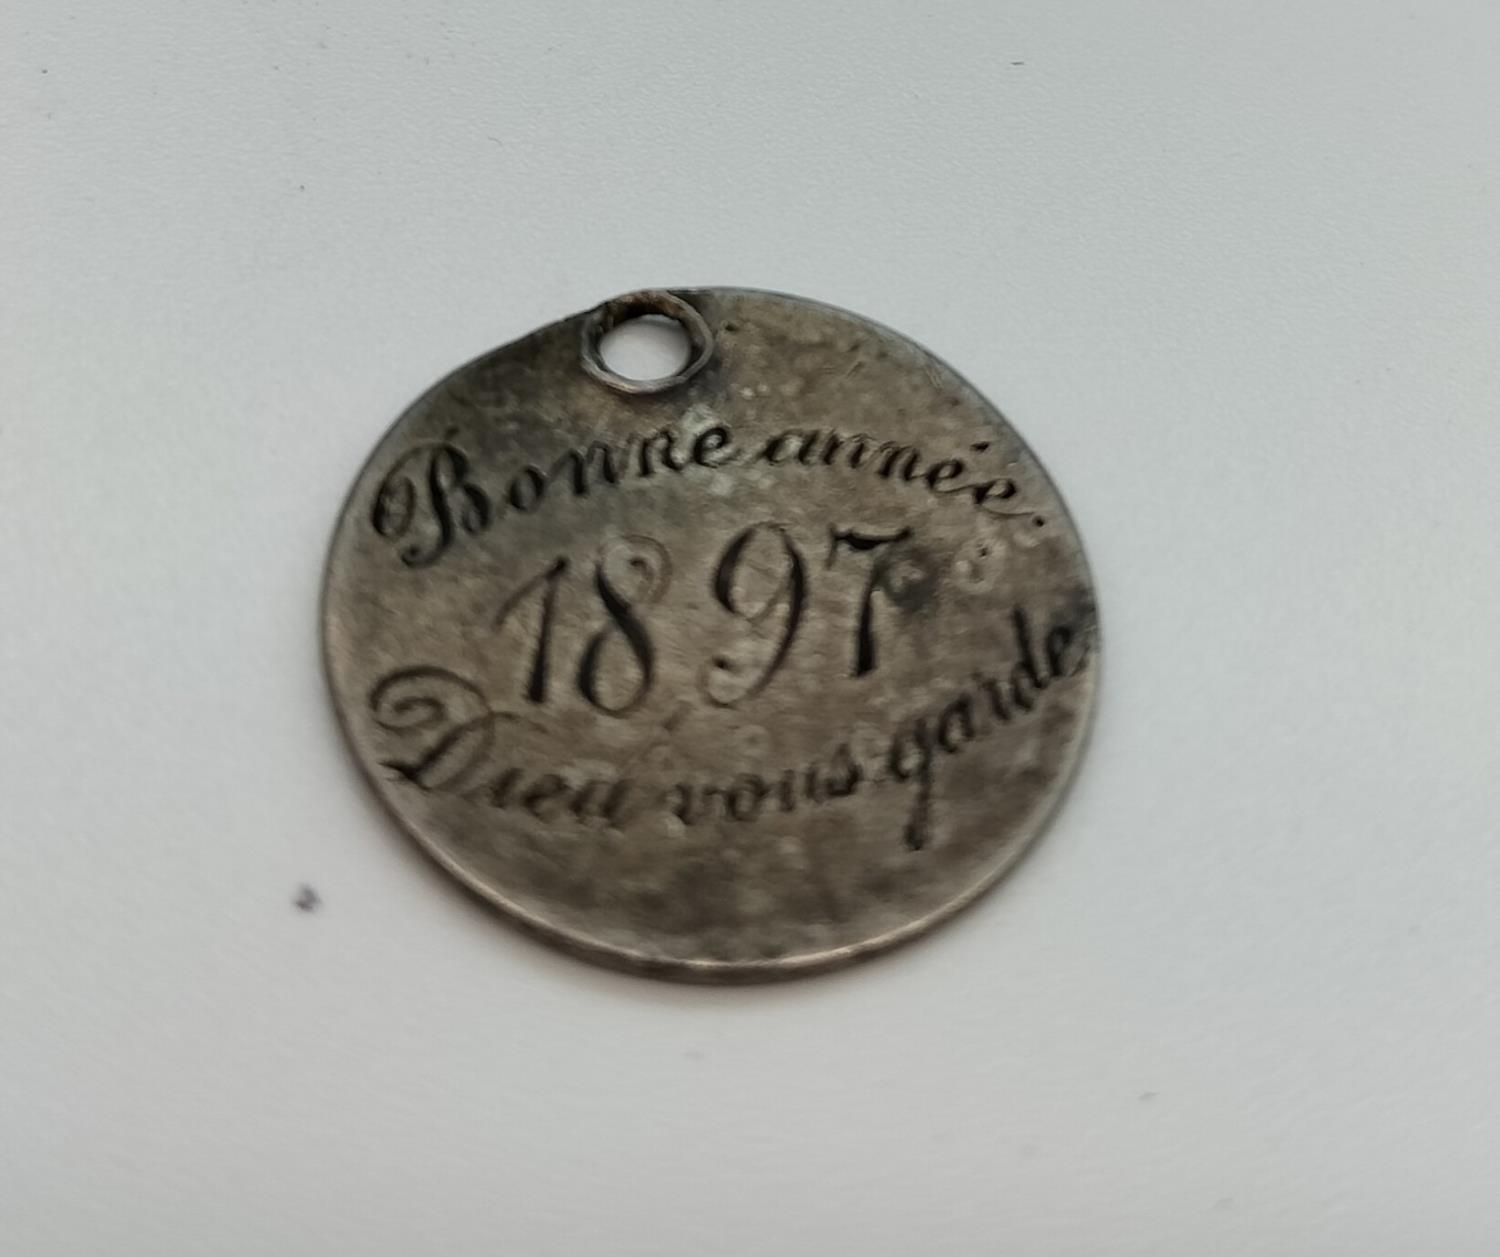 Bonne année
1897
Dieu vous garde